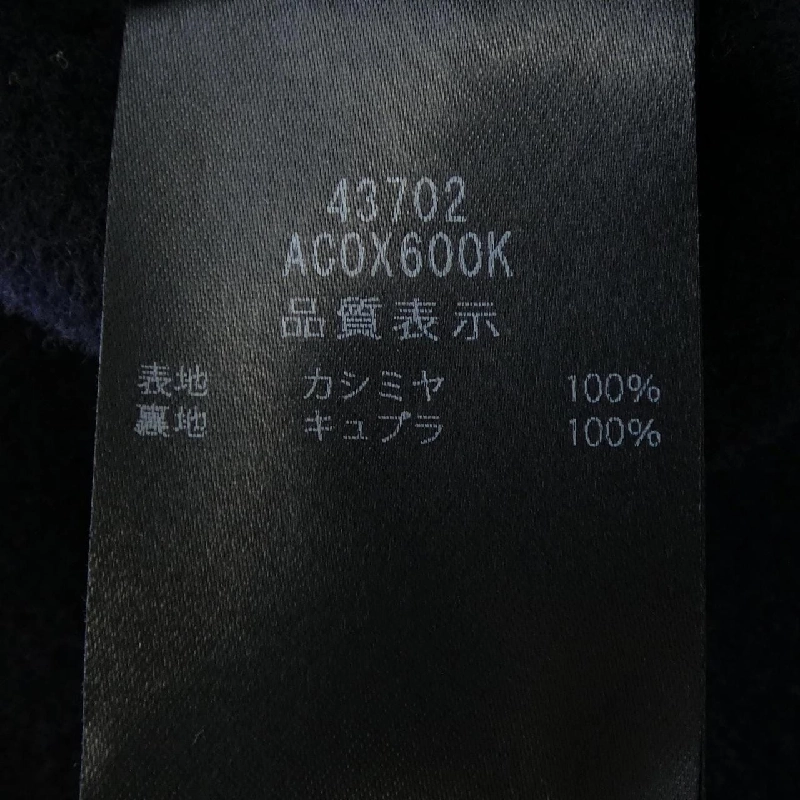 43702
ACOX600K
品質表示
表地 カシミヤ 100%
裏地 キュプラ 100%